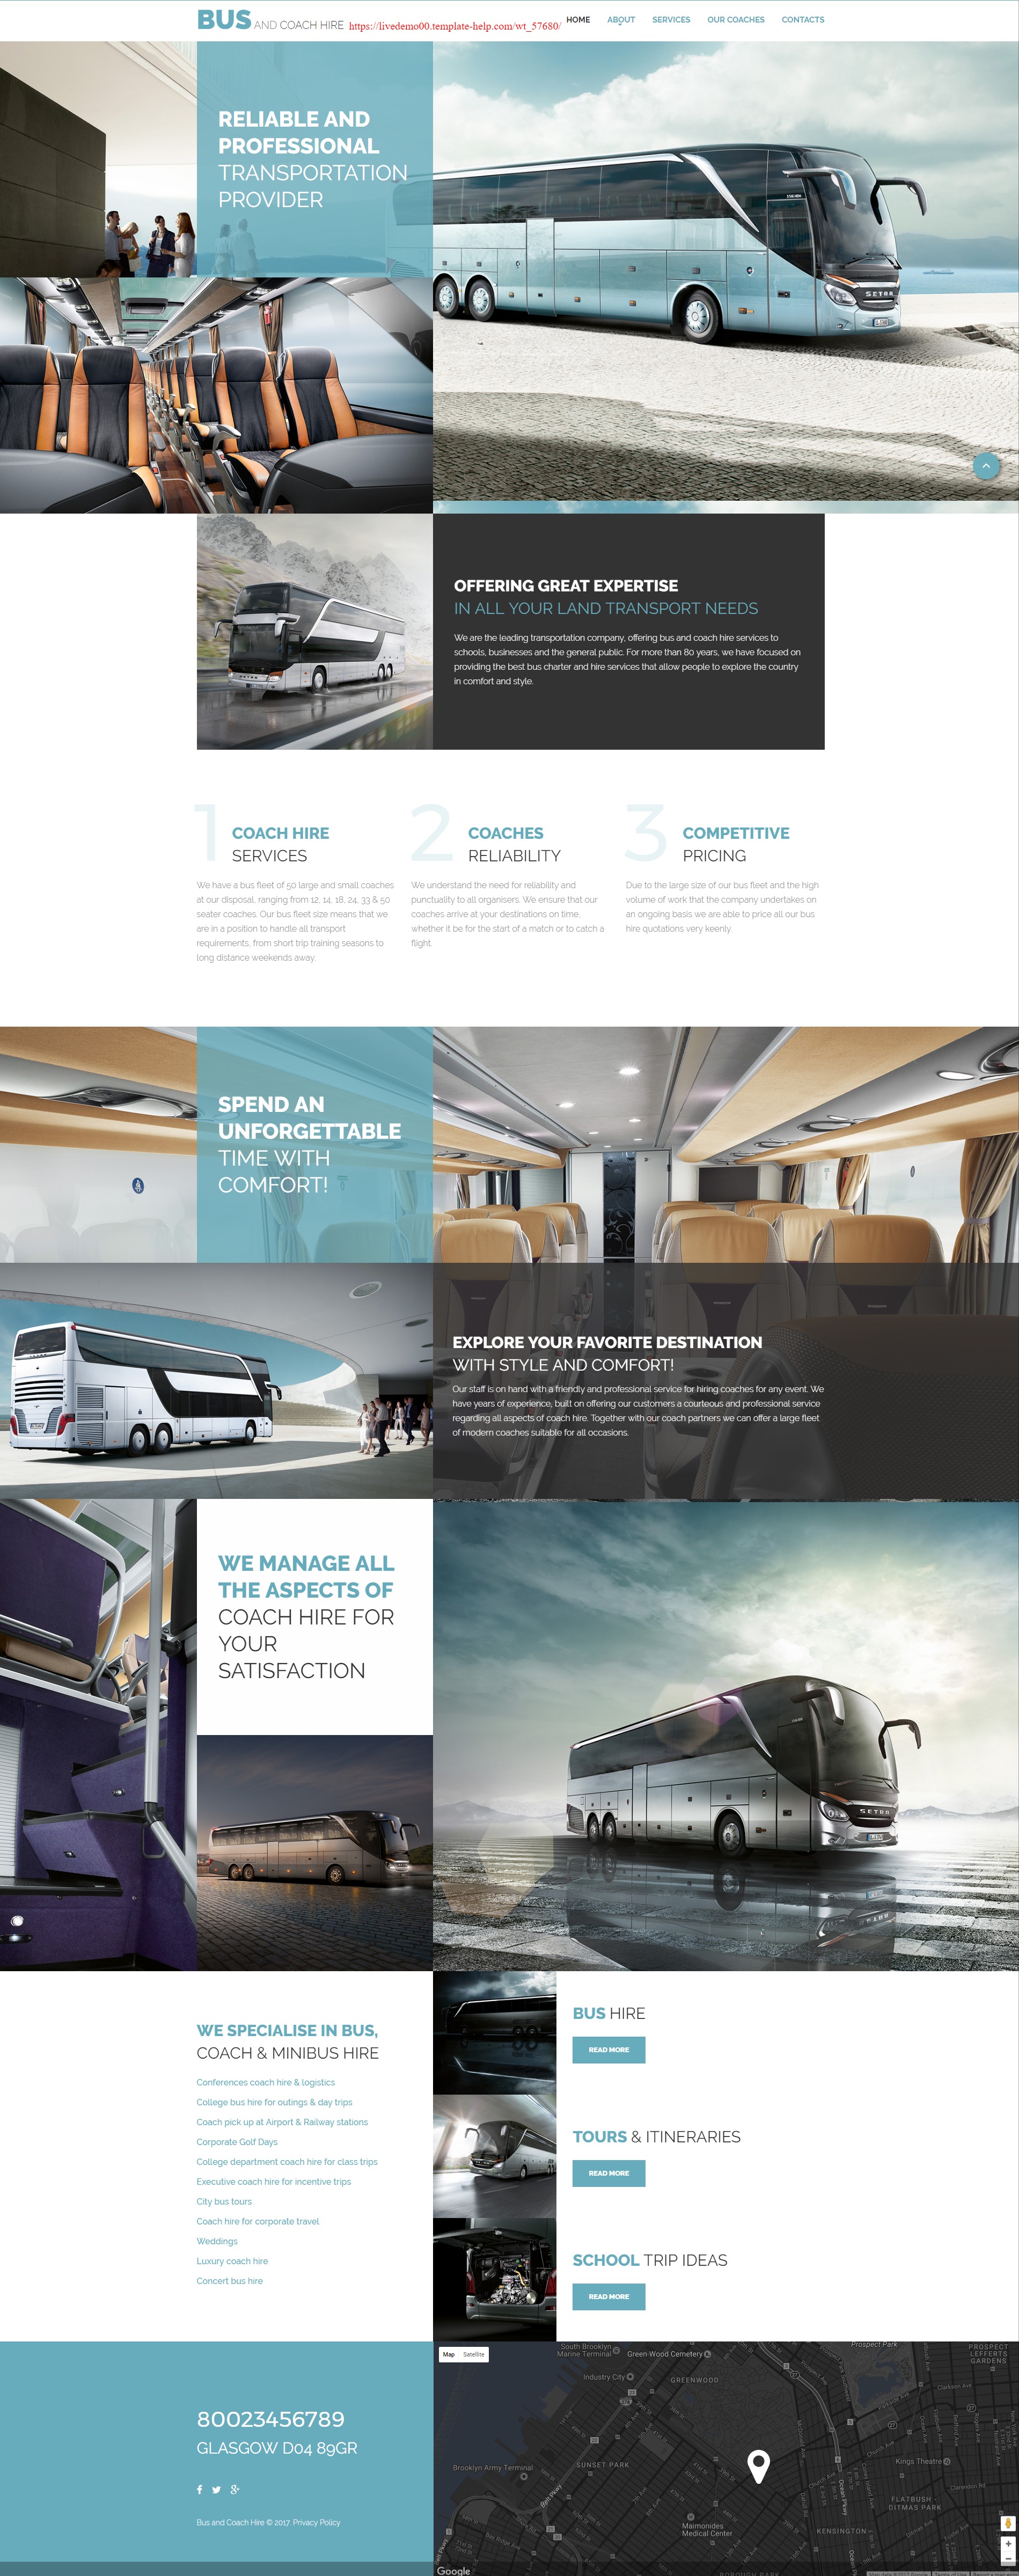 BUS AND COACH HIRE https://livedemo00.template-help.com/wt_57680/ HOME ABOUT SERVICES OUR COACHES CONTACTS
RELIABLE AND
PROFESSIONAL
TRANSPORTATION
PROVIDER
SETRA
OFFERING GREAT EXPERTISE
IN ALL YOUR LAND TRANSPORT NEEDS
We are the leading transportation company, offering bus and coach hire services to
schools, businesses and the general public. For more than 80 years, we have focused on
providing the best bus charter and hire services that allow people to explore the country
in comfort and style.
1 COACH HIRE
SERVICES
We have a bus fleet of 50 large and small coaches
at our disposal, ranging from 12, 14, 18, 24, 33 & 50
seater coaches. Our bus fleet size means that we
are in a position to handle all transport
requirements, from short trip training seasons to
long distance weekends away.
2 COACHES
RELIABILITY
We understand the need for reliability and
punctuality to all organisers. We ensure that our
coaches arrive at your destinations on time,
whether it be for the start of a match or to catch a
flight.
3 COMPETITIVE
PRICING
Due to the large size of our bus fleet and the high
volume of work that the company undertakes on
an ongoing basis we are able to price all our bus
hire quotations very keenly.
SPEND AN
UNFORGETTABLE
TIME WITH
COMFORT!
EXPLORE YOUR FAVORITE DESTINATION
WITH STYLE AND COMFORT!
Our staff is on hand with a friendly and professional service for hiring coaches for any event. We
have years of experience, built on offering our customers a courteous and professional service
regarding all aspects of coach hire. Together with our coach partners we can offer a large fleet
of modern coaches suitable for all occasions.
WE MANAGE ALL
THE ASPECTS OF
COACH HIRE FOR
YOUR
SATISFACTION
SETRA
WE SPECIALISE IN BUS,
COACH & MINIBUS HIRE
Conferences coach hire & logistics
College bus hire for outings & day trips
Coach pick up at Airport & Railway stations
Corporate Golf Days
College department coach hire for class trips
Executive coach hire for incentive trips
City bus tours
Coach hire for corporate travel
Weddings
Luxury coach hire
Concert bus hire
BUS HIRE
READ MORE
TOURS & ITINERARIES
READ MORE
SCHOOL TRIP IDEAS
READ MORE
80023456789
GLASGOW D04 89GR
Bus and Coach Hire © 2017. Privacy Policy
Map Satellite
South Brooklyn
Marine Terminal
Green-Wood Cemetery
Prospect Park
PROSPECT
LEFFERTS
GARDENS
Industry City
GREENWOOD
Clarkson Ave
SUNSET PARK
Brooklyn Army Terminal
Church Ave
Kings Theatre
Clarendon Rd
FLATBUSH -
DITMAS PARK
Maimonides
Medical Center
KENSINGTON
BOROUGH PARK
Google